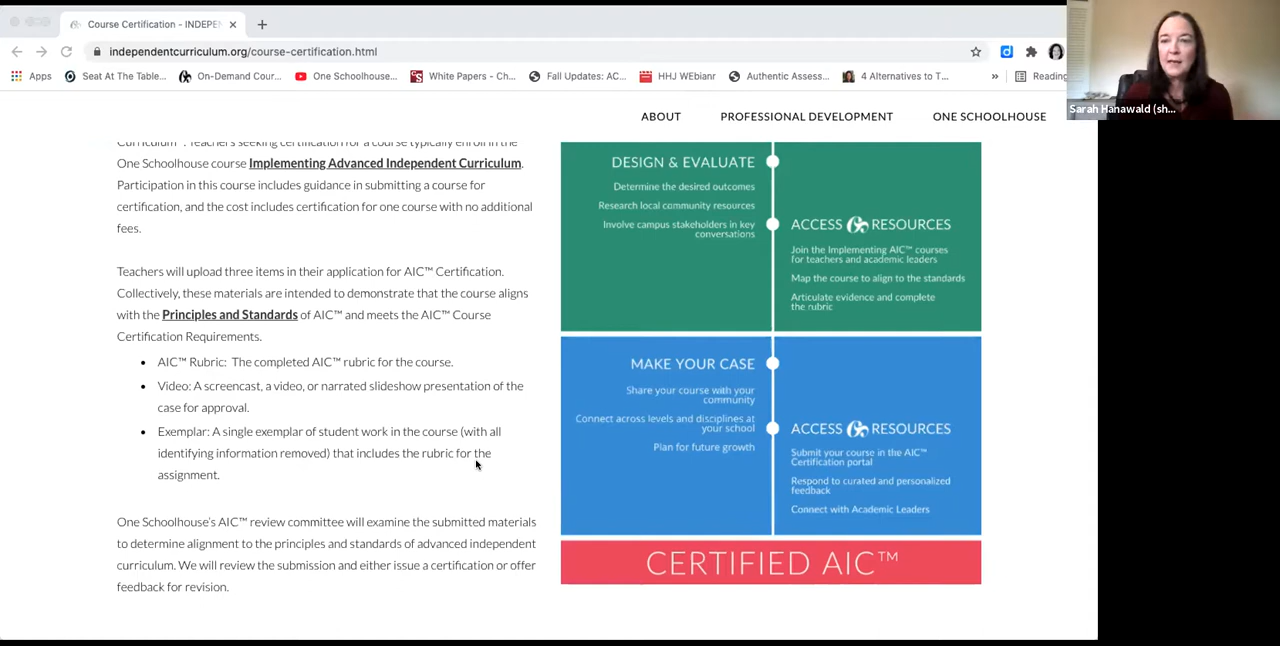 Course Certification - INDEPEN
independentcurriculum.org/course-certification.html
Apps
Seat At The Table...
On-Demand Cour...
One Schoolhouse...
White Papers - Ch...
Fall Updates: AC...
HHJ WEbianr
Authentic Assess...
4 Alternatives to T...
»
Reading
Sarah Hanawald (sh...
ABOUT
PROFESSIONAL DEVELOPMENT
ONE SCHOOLHOUSE
Curriculum™. Teachers seeking certification for a course typically enroll in the
One Schoolhouse course Implementing Advanced Independent Curriculum.
Participation in this course includes guidance in submitting a course for
certification, and the cost includes certification for one course with no additional
fees.
Teachers will upload three items in their application for AIC™ Certification.
Collectively, these materials are intended to demonstrate that the course aligns
with the Principles and Standards of AIC™ and meets the AIC™ Course
Certification Requirements.
• AIC™ Rubric: The completed AIC™ rubric for the course.
• Video: A screencast, a video, or narrated slideshow presentation of the
case for approval.
• Exemplar: A single exemplar of student work in the course (with all
identifying information removed) that includes the rubric for the
assignment.
One Schoolhouse's AIC™ review committee will examine the submitted materials
to determine alignment to the principles and standards of advanced independent
curriculum. We will review the submission and either issue a certification or offer
feedback for revision.
DESIGN & EVALUATE
Determine the desired outcomes
Research local community resources
Involve campus stakeholders in key
conversations
ACCESS RESOURCES
Join the Implementing AIC™ courses
for teachers and academic leaders
Map the course to align to the standards
Articulate evidence and complete
the rubric
MAKE YOUR CASE
Share your course with your
community
Connect across levels and disciplines at
your school
Plan for future growth
ACCESS RESOURCES
Submit your course in the AIC™
Certification portal
Respond to curated and personalized
feedback
Connect with Academic Leaders
CERTIFIED AIC™